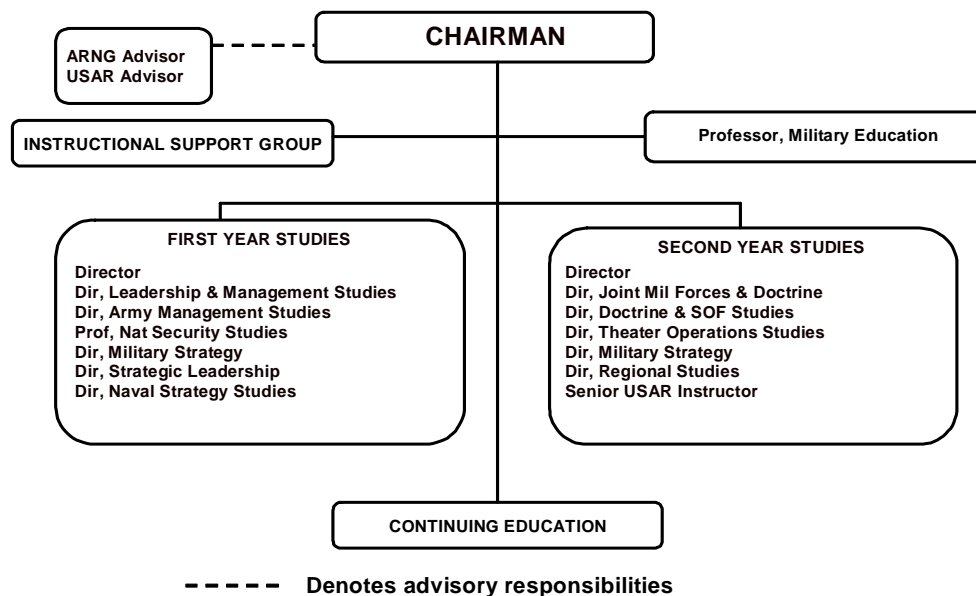 CHAIRMAN
ARNG Advisor
USAR Advisor
INSTRUCTIONAL SUPPORT GROUP
Professor, Military Education
FIRST YEAR STUDIES
Director
Dir, Leadership & Management Studies
Dir, Army Management Studies
Prof, Nat Security Studies
Dir, Military Strategy
Dir, Strategic Leadership
Dir, Naval Strategy Studies
SECOND YEAR STUDIES
Director
Dir, Joint Mil Forces & Doctrine
Dir, Doctrine & SOF Studies
Dir, Theater Operations Studies
Dir, Military Strategy
Dir, Regional Studies
Senior USAR Instructor
CONTINUING EDUCATION
Denotes advisory responsibilities